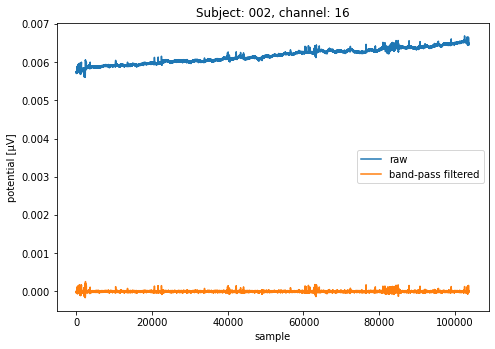 Subject: 002, channel: 16
0.007
0.006
0.005
0.004
0.003
0.002
0.001
0.000
potential [µV]
raw
band-pass filtered
0
20000
40000
60000
80000
100000
sample